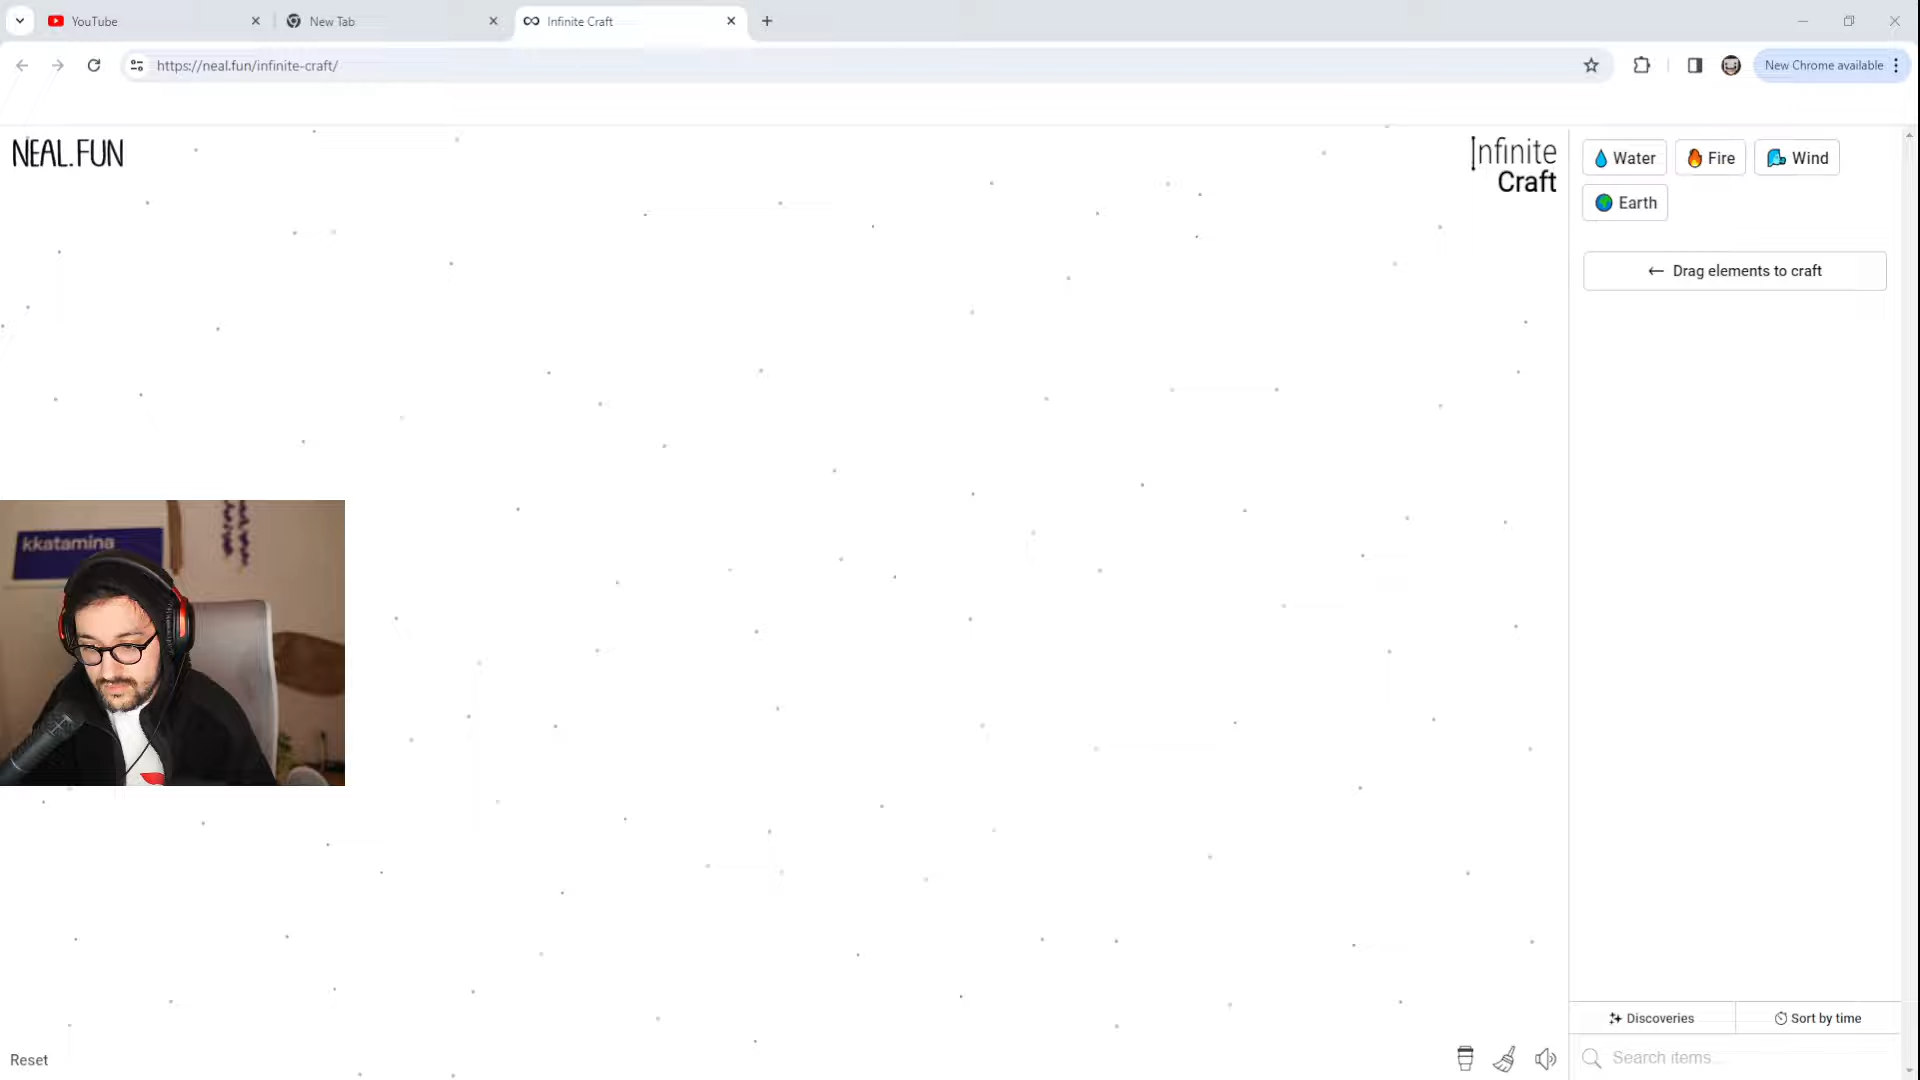 YouTube
New Tab
Infinite Craft
https://neal.fun/infinite-craft/
New Chrome available
NEAL.FUN
Infinite
Craft
Water
Fire
Wind
Earth
← Drag elements to craft
kkatamina
Discoveries
Sort by time
Reset
Search items...